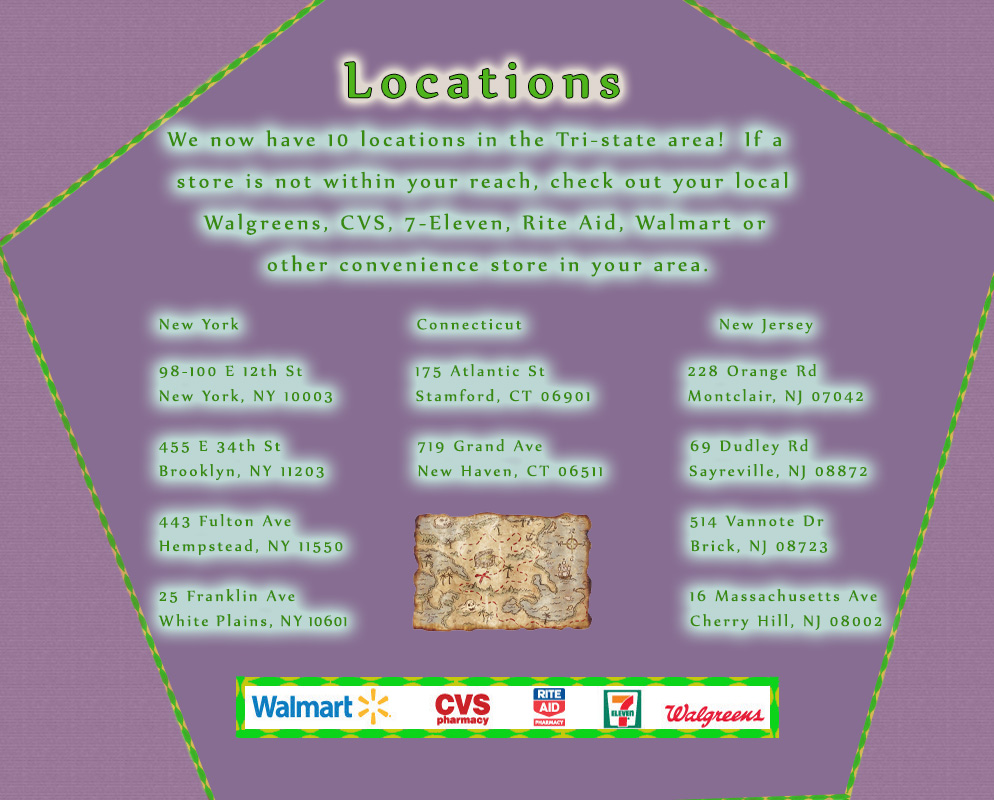 Locations
We now have 10 locations in the Tri-state area!  If a
store is not within your reach, check out your local
Walgreens, CVS, 7-Eleven, Rite Aid, Walmart or
other convenience store in your area.
New York
98-100 E 12th St
New York, NY 10003
455 E 34th St
Brooklyn, NY 11203
443 Fulton Ave
Hempstead, NY 11550
25 Franklin Ave
White Plains, NY 10601
Connecticut
175 Atlantic St
Stamford, CT 06901
719 Grand Ave
New Haven, CT 06511
New Jersey
228 Orange Rd
Montclair, NJ 07042
69 Dudley Rd
Sayreville, NJ 08872
514 Vannote Dr
Brick, NJ 08723
16 Massachusetts Ave
Cherry Hill, NJ 08002
Walmart
CVS
pharmacy
RITE
AID
PHARMACY
7
ELEVEN
Walgreens